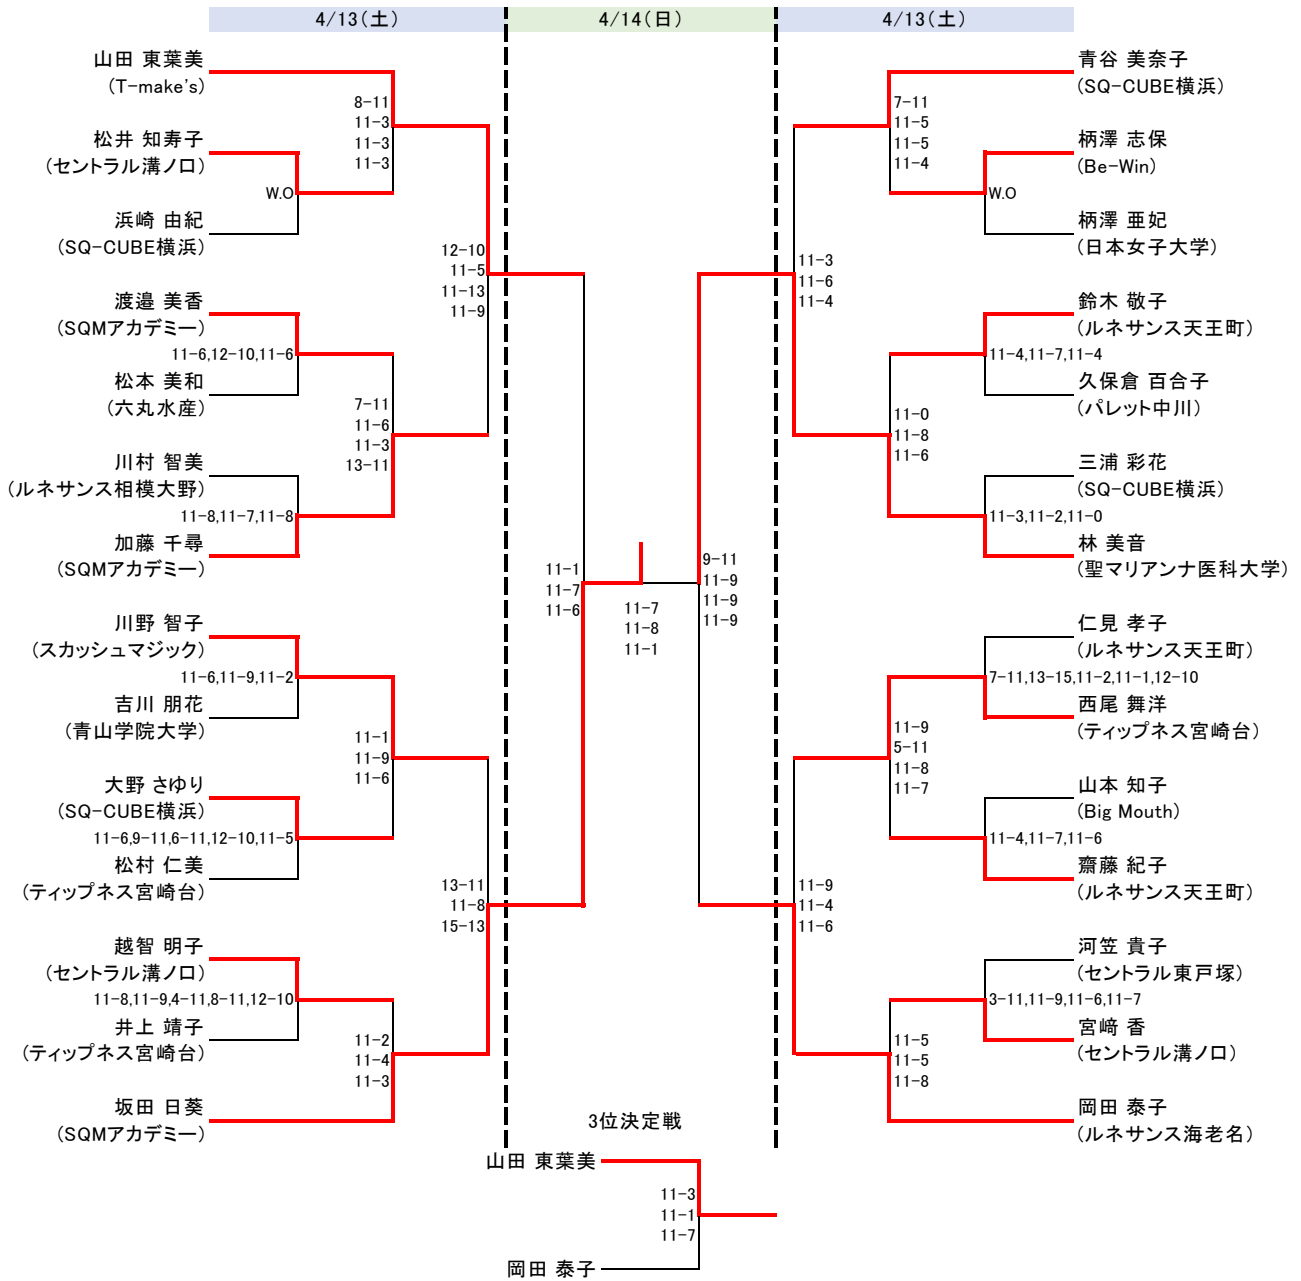 4/13(土)
4/14(日)
4/13(土)
山田 東葉美
(T-make's)
8-11
11-3
11-3
11-3
松井 知寿子
(セントラル溝ノ口)
W.O
浜崎 由紀
(SQ-CUBE横浜)
12-10
11-5
11-13
11-9
渡邉 美香
(SQMアカデミー)
11-6,12-10,11-6
松本 美和
(六丸水産)
7-11
11-6
11-3
13-11
川村 智美
(ルネサンス相模大野)
11-8,11-7,11-8
加藤 千尋
(SQMアカデミー)
11-1
11-7
11-6
川野 智子
(スカッシュマジック)
11-6,11-9,11-2
吉川 朋花
(青山学院大学)
11-1
11-9
11-6
大野 さゆり
(SQ-CUBE横浜)
11-6,9-11,6-11,12-10,11-5
松村 仁美
(ティップネス宮崎台)
13-11
11-8
15-13
越智 明子
(セントラル溝ノ口)
11-8,11-9,4-11,8-11,12-10
井上 靖子
(ティップネス宮崎台)
11-2
11-4
11-3
坂田 日葵
(SQMアカデミー)
11-7
11-8
11-1
青谷 美奈子
(SQ-CUBE横浜)
7-11
11-5
11-5
11-4
柄澤 志保
(Be-Win)
W.O
柄澤 亜妃
(日本女子大学)
11-3
11-6
11-4
鈴木 敬子
(ルネサンス天王町)
11-4,11-7,11-4
久保倉 百合子
(パレット中川)
11-0
11-8
11-6
三浦 彩花
(SQ-CUBE横浜)
11-3,11-2,11-0
林 美音
(聖マリアンナ医科大学)
9-11
11-9
11-9
11-9
仁見 孝子
(ルネサンス天王町)
7-11,13-15,11-2,11-1,12-10
西尾 舞洋
(ティップネス宮崎台)
11-9
5-11
11-8
11-7
山本 知子
(Big Mouth)
11-4,11-7,11-6
齋藤 紀子
(ルネサンス天王町)
11-9
11-4
11-6
河笠 貴子
(セントラル東戸塚)
3-11,11-9,11-6,11-7
宮﨑 香
(セントラル溝ノ口)
11-5
11-5
11-8
岡田 泰子
(ルネサンス海老名)
3位決定戦
山田 東葉美
11-3
11-1
11-7
岡田 泰子